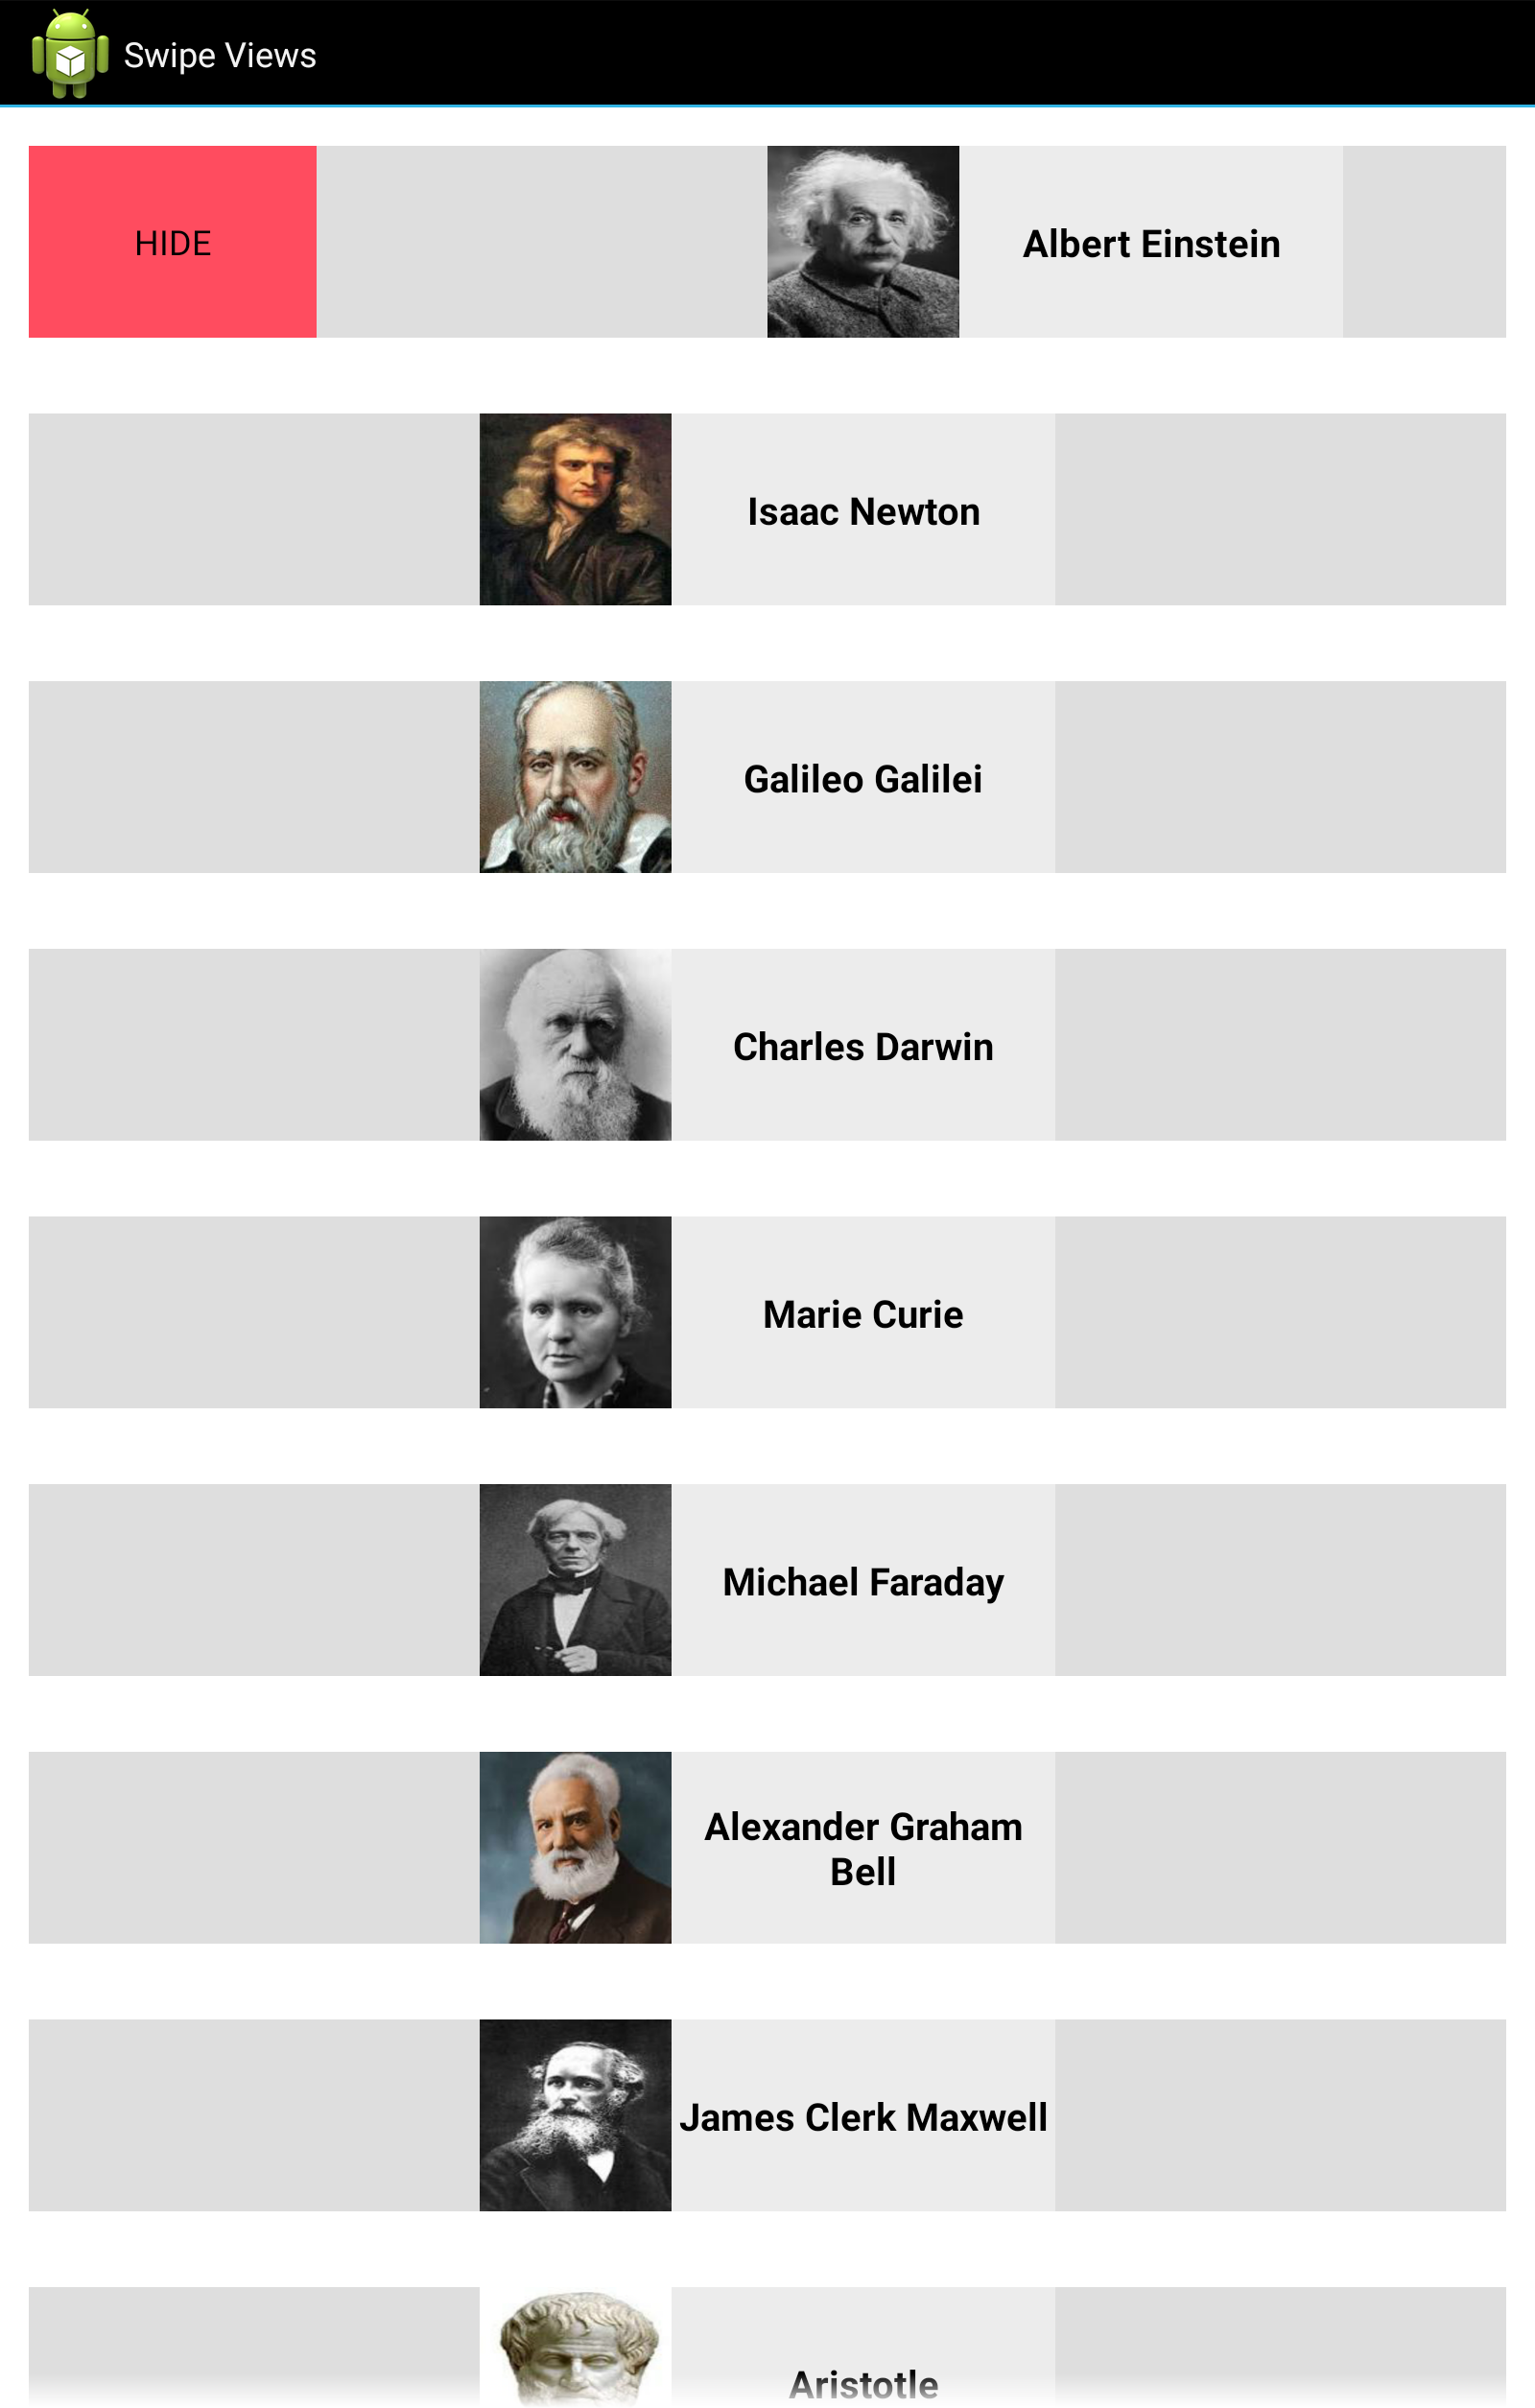 Swipe Views
HIDE
Albert Einstein
Isaac Newton
Galileo Galilei
Charles Darwin
Marie Curie
Michael Faraday
Alexander Graham
Bell
James Clerk Maxwell
Aristotle